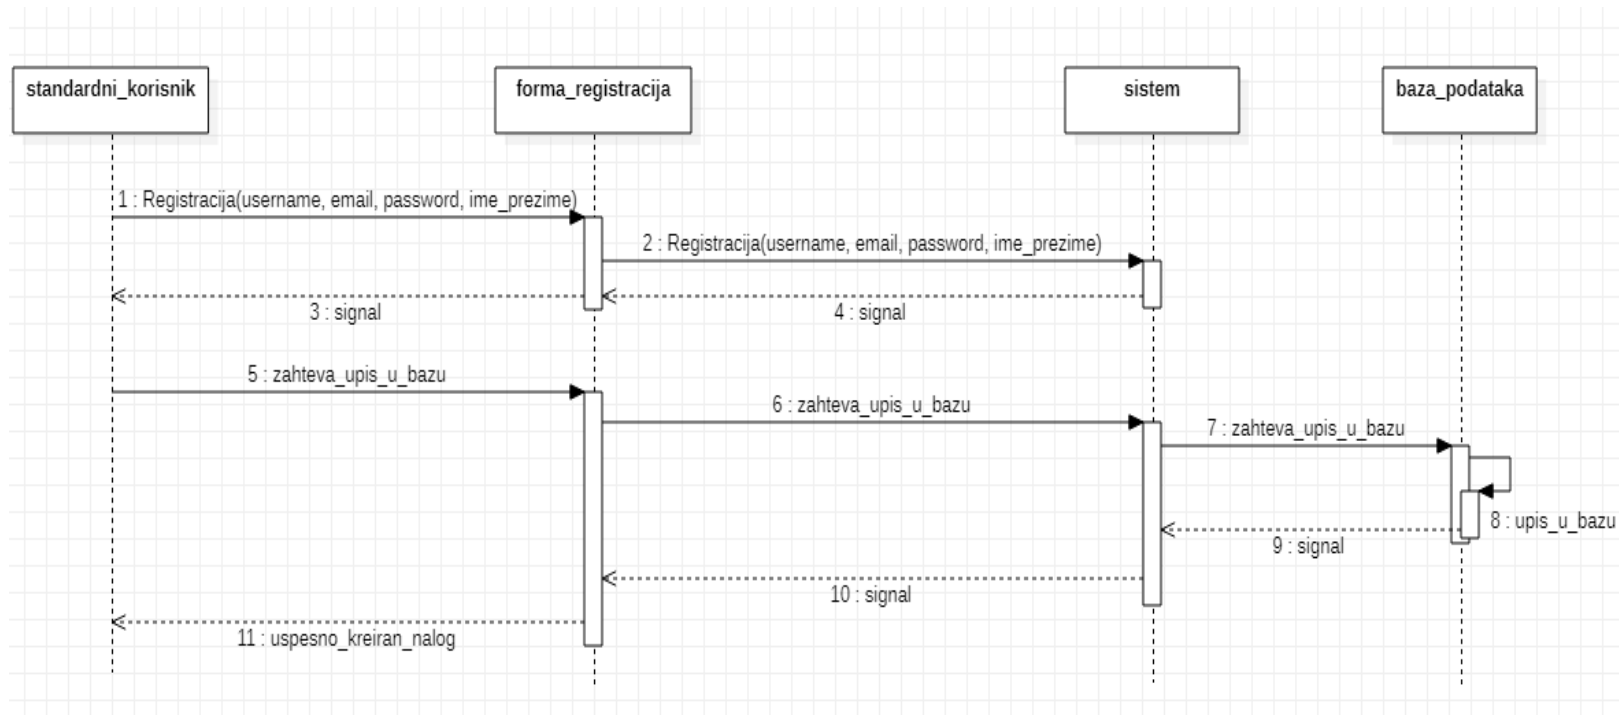 standardni_korisnik
forma_registracija
sistem
baza_podataka
1 : Registracija(username, email, password, ime_prezime)
2 : Registracija(username, email, password, ime_prezime)
3 : signal
4 : signal
5 : zahteva_upis_u_bazu
6 : zahteva_upis_u_bazu
7 : zahteva_upis_u_bazu
8 : upis_u_bazu
9 : signal
10 : signal
11 : uspesno_kreiran_nalog